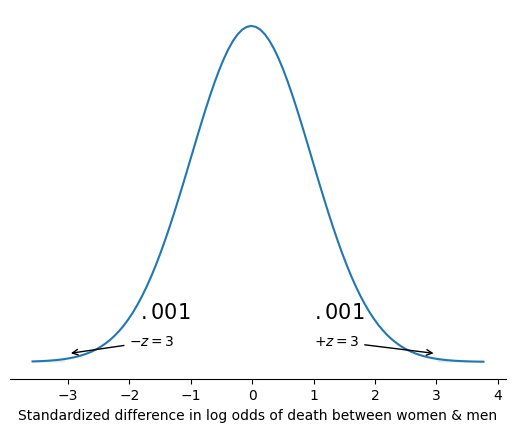 .001 .001
−z = 3 +z = 3
−3 −2 −1 0 1 2 3 4
Standardized difference in log odds of death between women & men